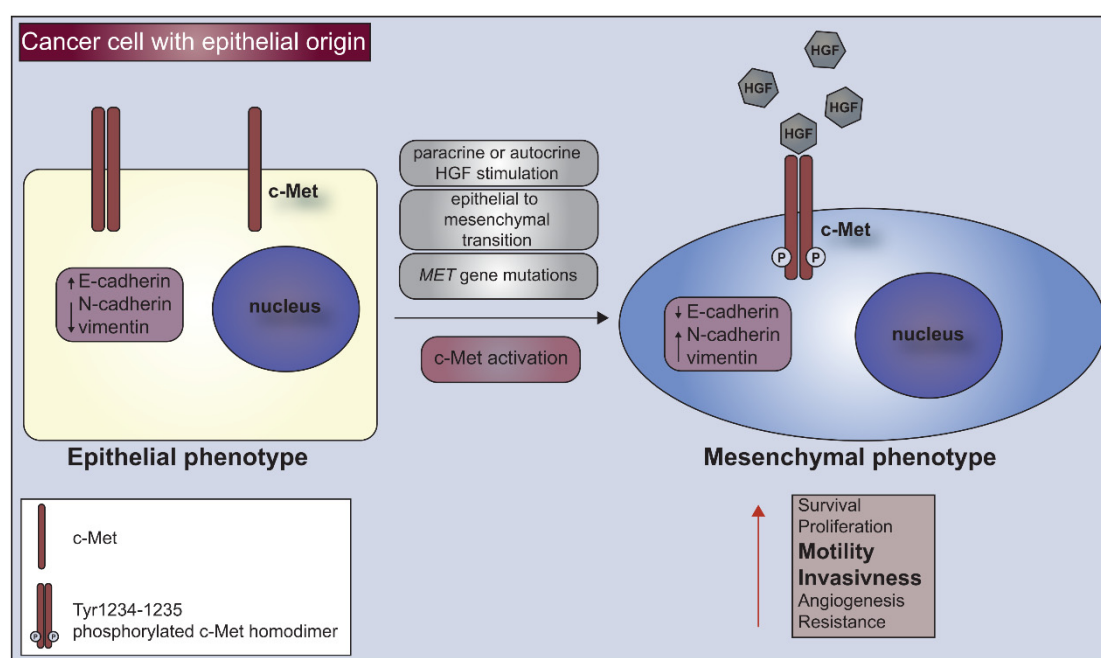 Cancer cell with epithelial origin
c-Met
E-cadherin
N-cadherin
vimentin
nucleus
Epithelial phenotype
paracrine or autocrine
HGF stimulation
epithelial to
mesenchymal
transition
MET gene mutations
c-Met activation
HGF
HGF
HGF
HGF
c-Met
P
P
E-cadherin
N-cadherin
vimentin
nucleus
Mesenchymal phenotype
c-Met
P
P
Tyr1234-1235
phosphorylated c-Met homodimer
Survival
Proliferation
Motility
Invasivness
Angiogenesis
Resistance